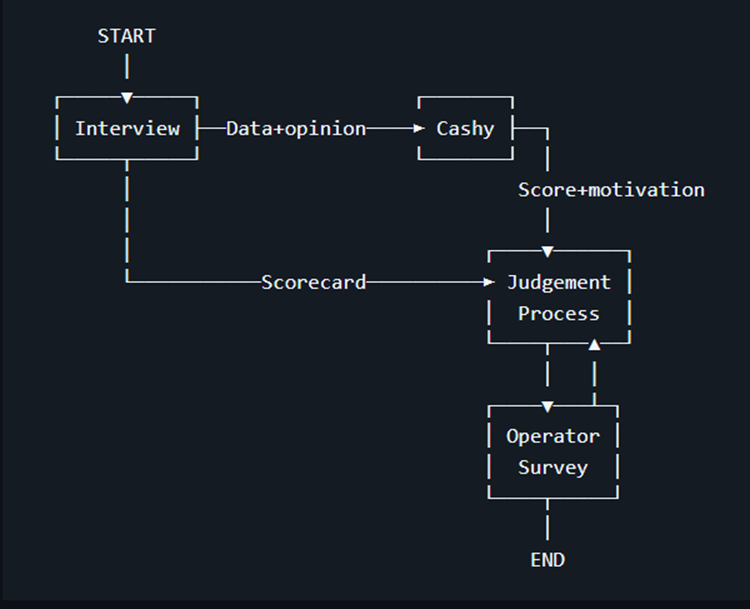 START
Interview
Data+opinion
Cashy
Score+motivation
Scorecard
Judgement
Process
Operator
Survey
END